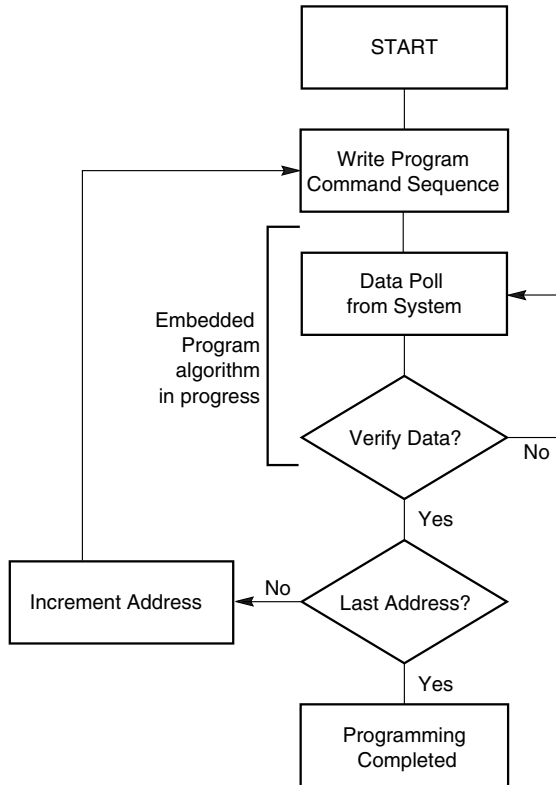 START
Write Program
Command Sequence
Data Poll
from System
Embedded
Program
algorithm
in progress
Verify Data?
No
Yes
No
Increment Address
Last Address?
Yes
Programming
Completed